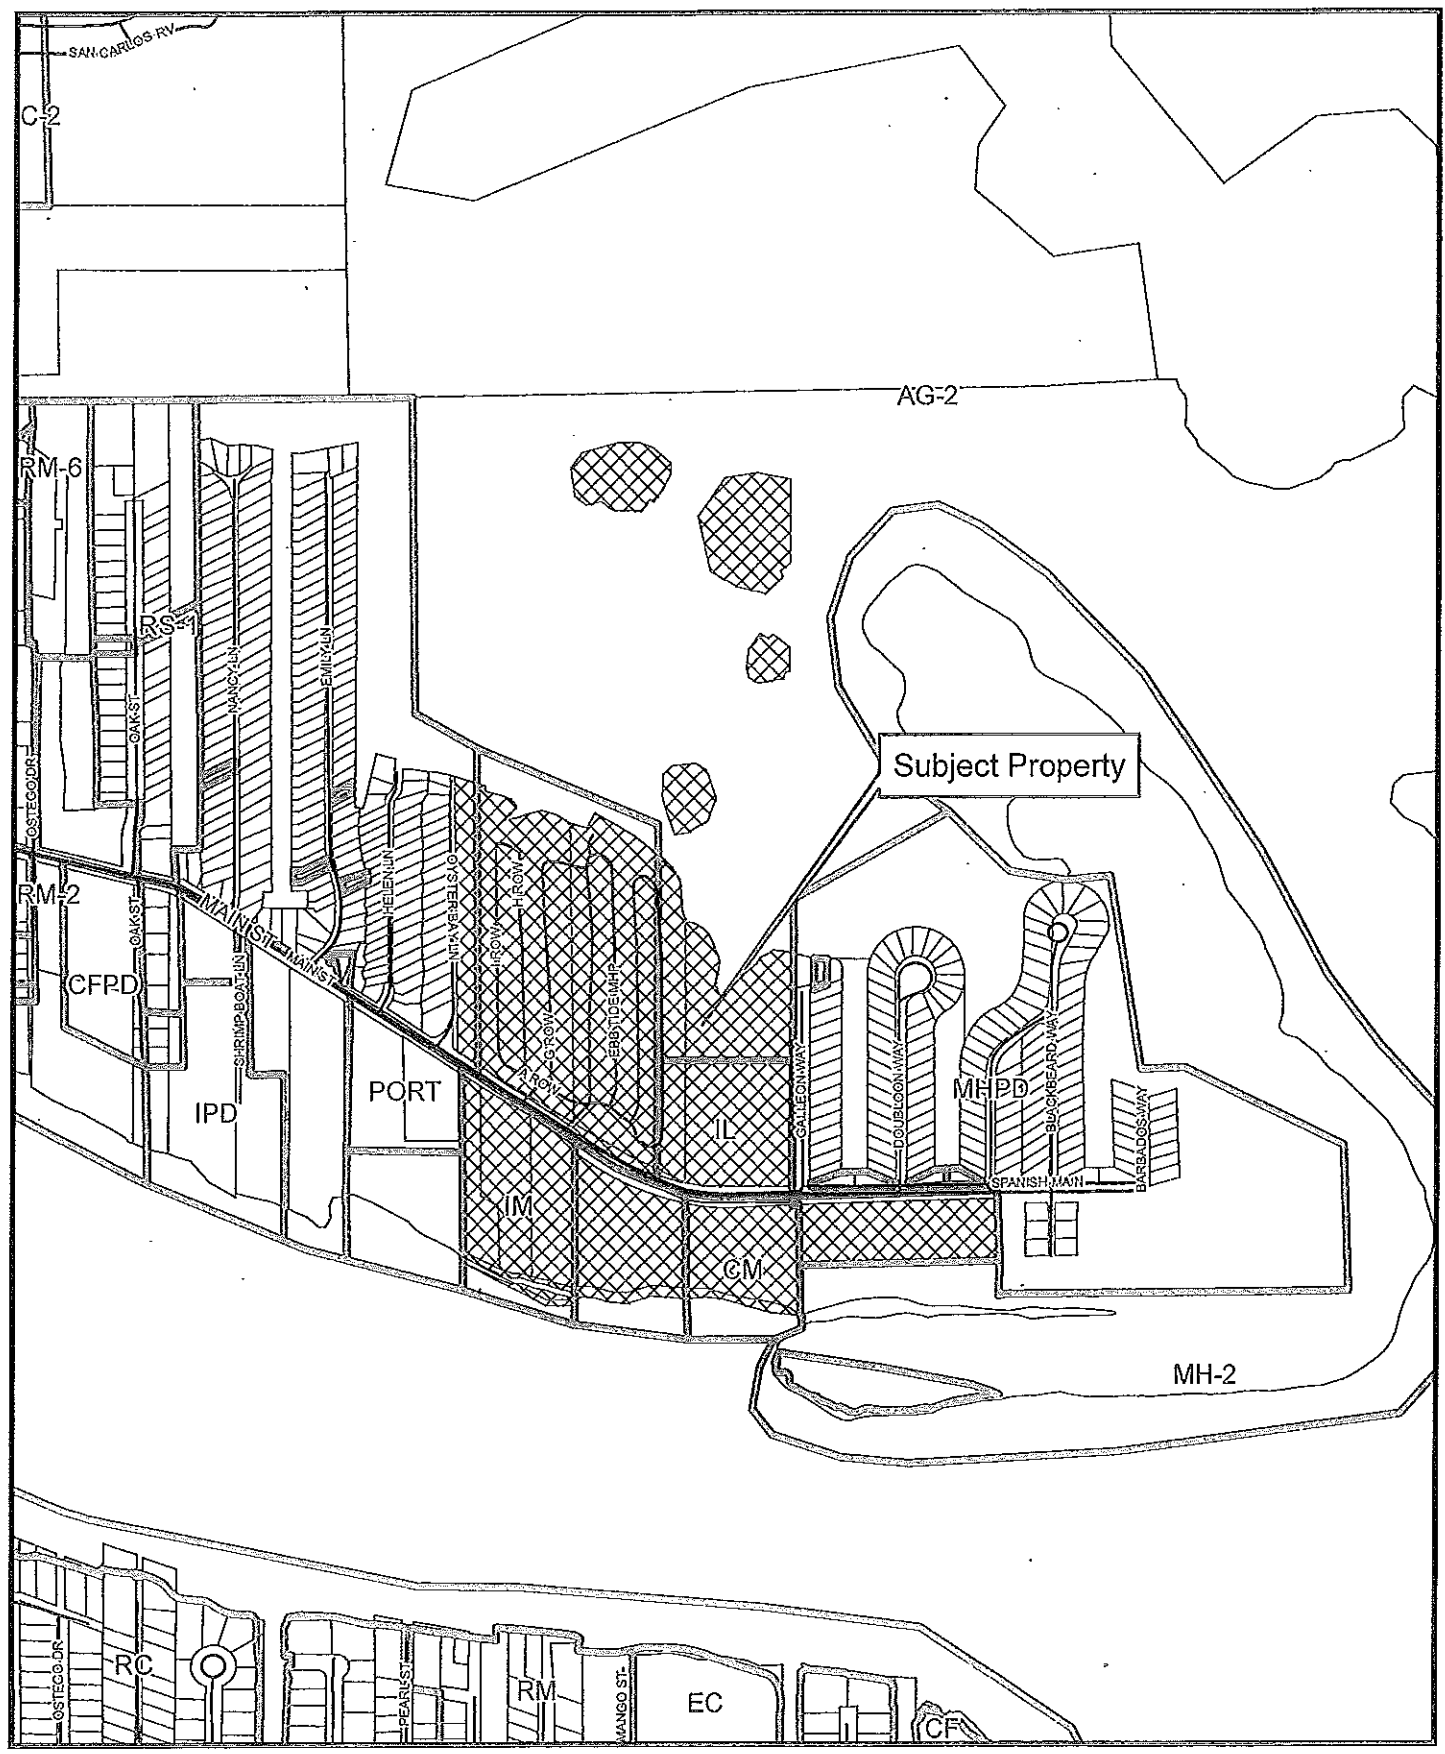 SAN CARLOS RV
C-2
AG-2
RM-6
RS-1
NANCY LN
EMILY LN
OAK ST
OSTEGO DR
Subject Property
RM-2
MAIN ST
MAIN ST
HELEN LN
OYSTER BAY LN
H ROW
I ROW
G ROW
EBB TIDE MHP
A ROW
OAK ST
CFPD
SHRIMP BOAT LN
IPD
PORT
IL
GALLEON WAY
DOUBLOON WAY
MHPD
BLACKBEARD WAY
BARBADOS WAY
SPANISH MAIN
IM
CM
MH-2
OSTEGO DR
RC
PEARL ST
RM
MANGO ST
EC
CF